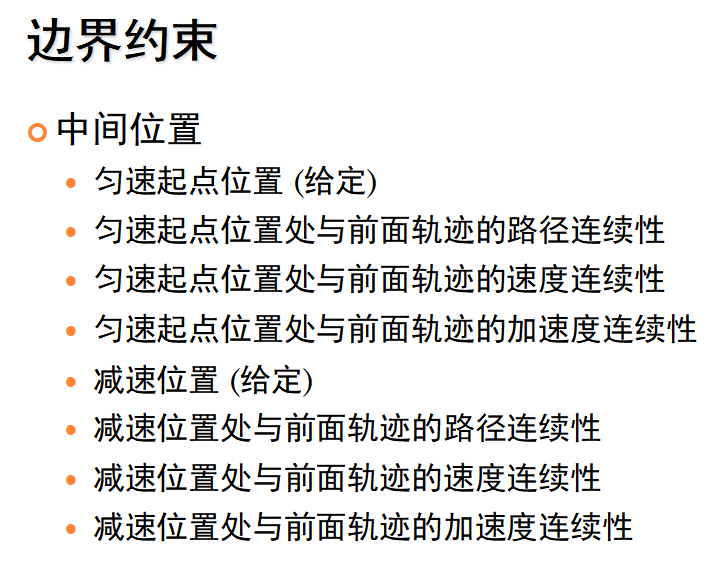 边界约束
中间位置
匀速起点位置 (给定)
匀速起点位置处与前面轨迹的路径连续性
匀速起点位置处与前面轨迹的速度连续性
匀速起点位置处与前面轨迹的加速度连续性
减速位置 (给定)
减速位置处与前面轨迹的路径连续性
减速位置处与前面轨迹的速度连续性
减速位置处与前面轨迹的加速度连续性